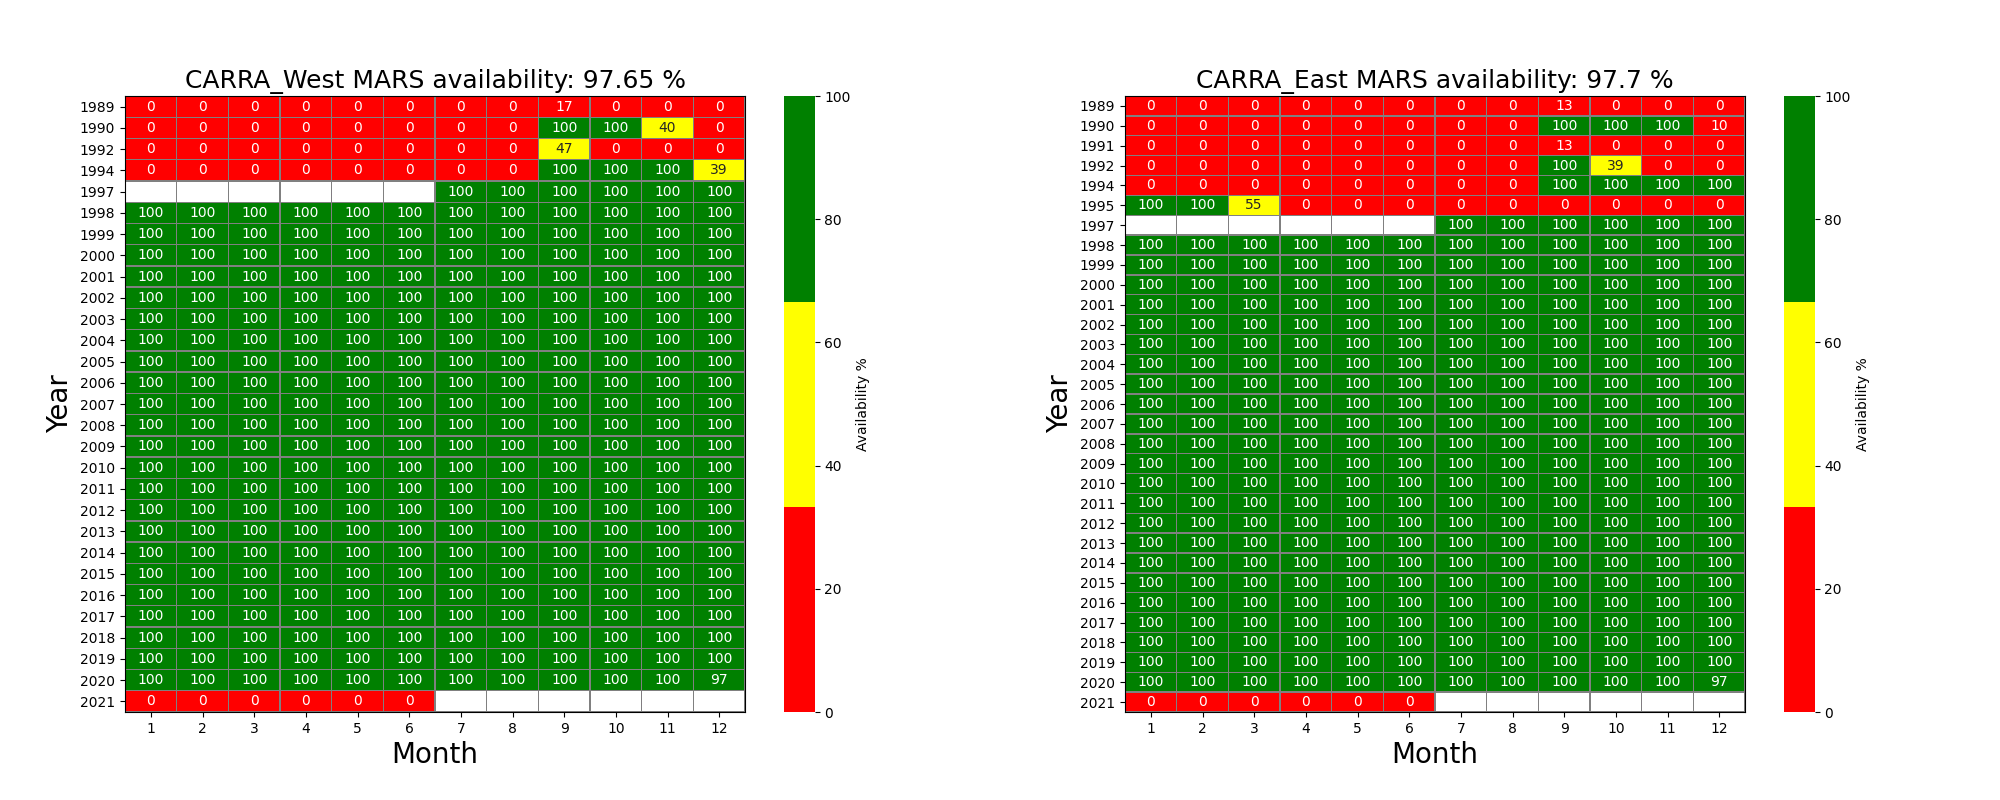 CARRA_West MARS availability: 97.65 %
Year
1989 0 0 0 0 0 0 0 0 17 0 0 0
1990 0 0 0 0 0 0 0 0 100 100 40 0
1992 0 0 0 0 0 0 0 0 47 0 0 0
1994 0 0 0 0 0 0 0 0 100 100 100 39
1997 100 100 100 100 100 100
1998 100 100 100 100 100 100 100 100 100 100 100 100
1999 100 100 100 100 100 100 100 100 100 100 100 100
2000 100 100 100 100 100 100 100 100 100 100 100 100
2001 100 100 100 100 100 100 100 100 100 100 100 100
2002 100 100 100 100 100 100 100 100 100 100 100 100
2003 100 100 100 100 100 100 100 100 100 100 100 100
2004 100 100 100 100 100 100 100 100 100 100 100 100
2005 100 100 100 100 100 100 100 100 100 100 100 100
2006 100 100 100 100 100 100 100 100 100 100 100 100
2007 100 100 100 100 100 100 100 100 100 100 100 100
2008 100 100 100 100 100 100 100 100 100 100 100 100
2009 100 100 100 100 100 100 100 100 100 100 100 100
2010 100 100 100 100 100 100 100 100 100 100 100 100
2011 100 100 100 100 100 100 100 100 100 100 100 100
2012 100 100 100 100 100 100 100 100 100 100 100 100
2013 100 100 100 100 100 100 100 100 100 100 100 100
2014 100 100 100 100 100 100 100 100 100 100 100 100
2015 100 100 100 100 100 100 100 100 100 100 100 100
2016 100 100 100 100 100 100 100 100 100 100 100 100
2017 100 100 100 100 100 100 100 100 100 100 100 100
2018 100 100 100 100 100 100 100 100 100 100 100 100
2019 100 100 100 100 100 100 100 100 100 100 100 100
2020 100 100 100 100 100 100 100 100 100 100 100 97
2021 0 0 0 0 0 0
1 2 3 4 5 6 7 8 9 10 11 12
Month
100
80
60
40
20
0
Availability %
CARRA_East MARS availability: 97.7 %
Year
1989 0 0 0 0 0 0 0 0 13 0 0 0
1990 0 0 0 0 0 0 0 0 100 100 100 10
1991 0 0 0 0 0 0 0 0 13 0 0 0
1992 0 0 0 0 0 0 0 0 100 39 0 0
1994 0 0 0 0 0 0 0 0 100 100 100 100
1995 100 100 55 0 0 0 0 0 0 0 0 0
1997 100 100 100 100 100 100
1998 100 100 100 100 100 100 100 100 100 100 100 100
1999 100 100 100 100 100 100 100 100 100 100 100 100
2000 100 100 100 100 100 100 100 100 100 100 100 100
2001 100 100 100 100 100 100 100 100 100 100 100 100
2002 100 100 100 100 100 100 100 100 100 100 100 100
2003 100 100 100 100 100 100 100 100 100 100 100 100
2004 100 100 100 100 100 100 100 100 100 100 100 100
2005 100 100 100 100 100 100 100 100 100 100 100 100
2006 100 100 100 100 100 100 100 100 100 100 100 100
2007 100 100 100 100 100 100 100 100 100 100 100 100
2008 100 100 100 100 100 100 100 100 100 100 100 100
2009 100 100 100 100 100 100 100 100 100 100 100 100
2010 100 100 100 100 100 100 100 100 100 100 100 100
2011 100 100 100 100 100 100 100 100 100 100 100 100
2012 100 100 100 100 100 100 100 100 100 100 100 100
2013 100 100 100 100 100 100 100 100 100 100 100 100
2014 100 100 100 100 100 100 100 100 100 100 100 100
2015 100 100 100 100 100 100 100 100 100 100 100 100
2016 100 100 100 100 100 100 100 100 100 100 100 100
2017 100 100 100 100 100 100 100 100 100 100 100 100
2018 100 100 100 100 100 100 100 100 100 100 100 100
2019 100 100 100 100 100 100 100 100 100 100 100 100
2020 100 100 100 100 100 100 100 100 100 100 100 97
2021 0 0 0 0 0 0
1 2 3 4 5 6 7 8 9 10 11 12
Month
100
80
60
40
20
0
Availability %